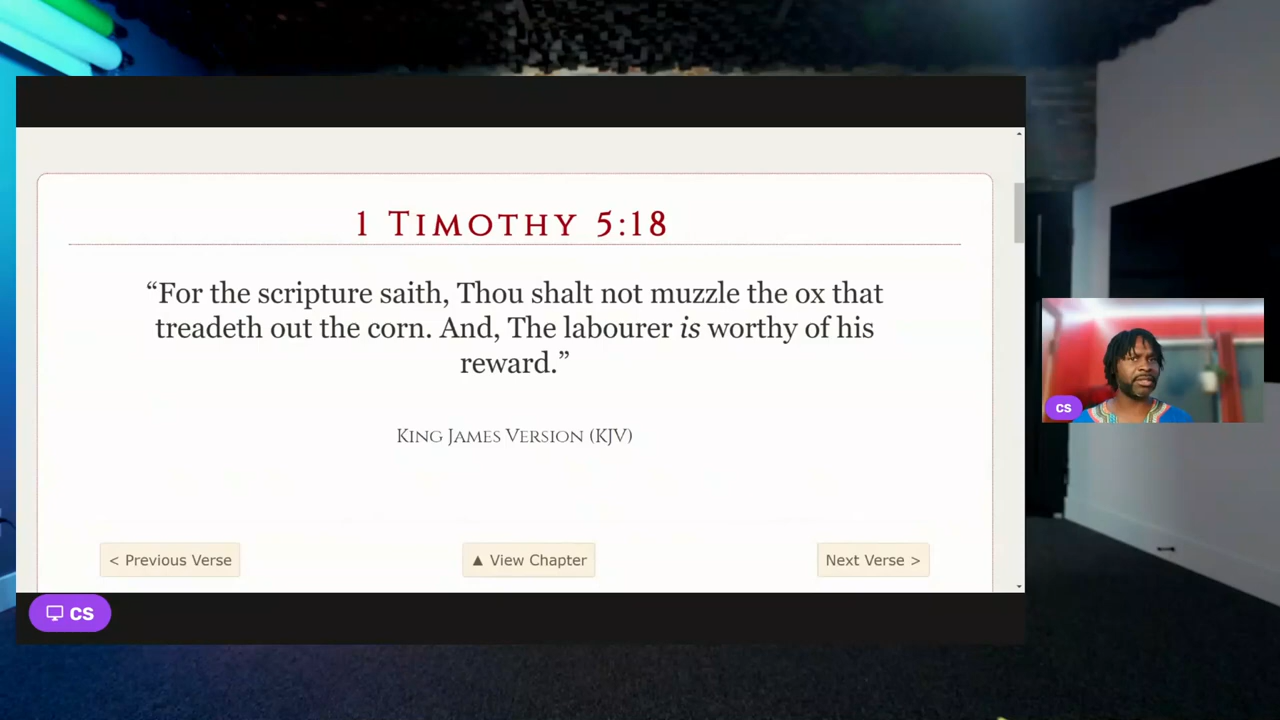 1 Timothy 5:18
“For the scripture saith, Thou shalt not muzzle the ox that
treadeth out the corn. And, The labourer is worthy of his
reward.”
King James Version (KJV)
< Previous Verse
▲ View Chapter
Next Verse >
CS
CS